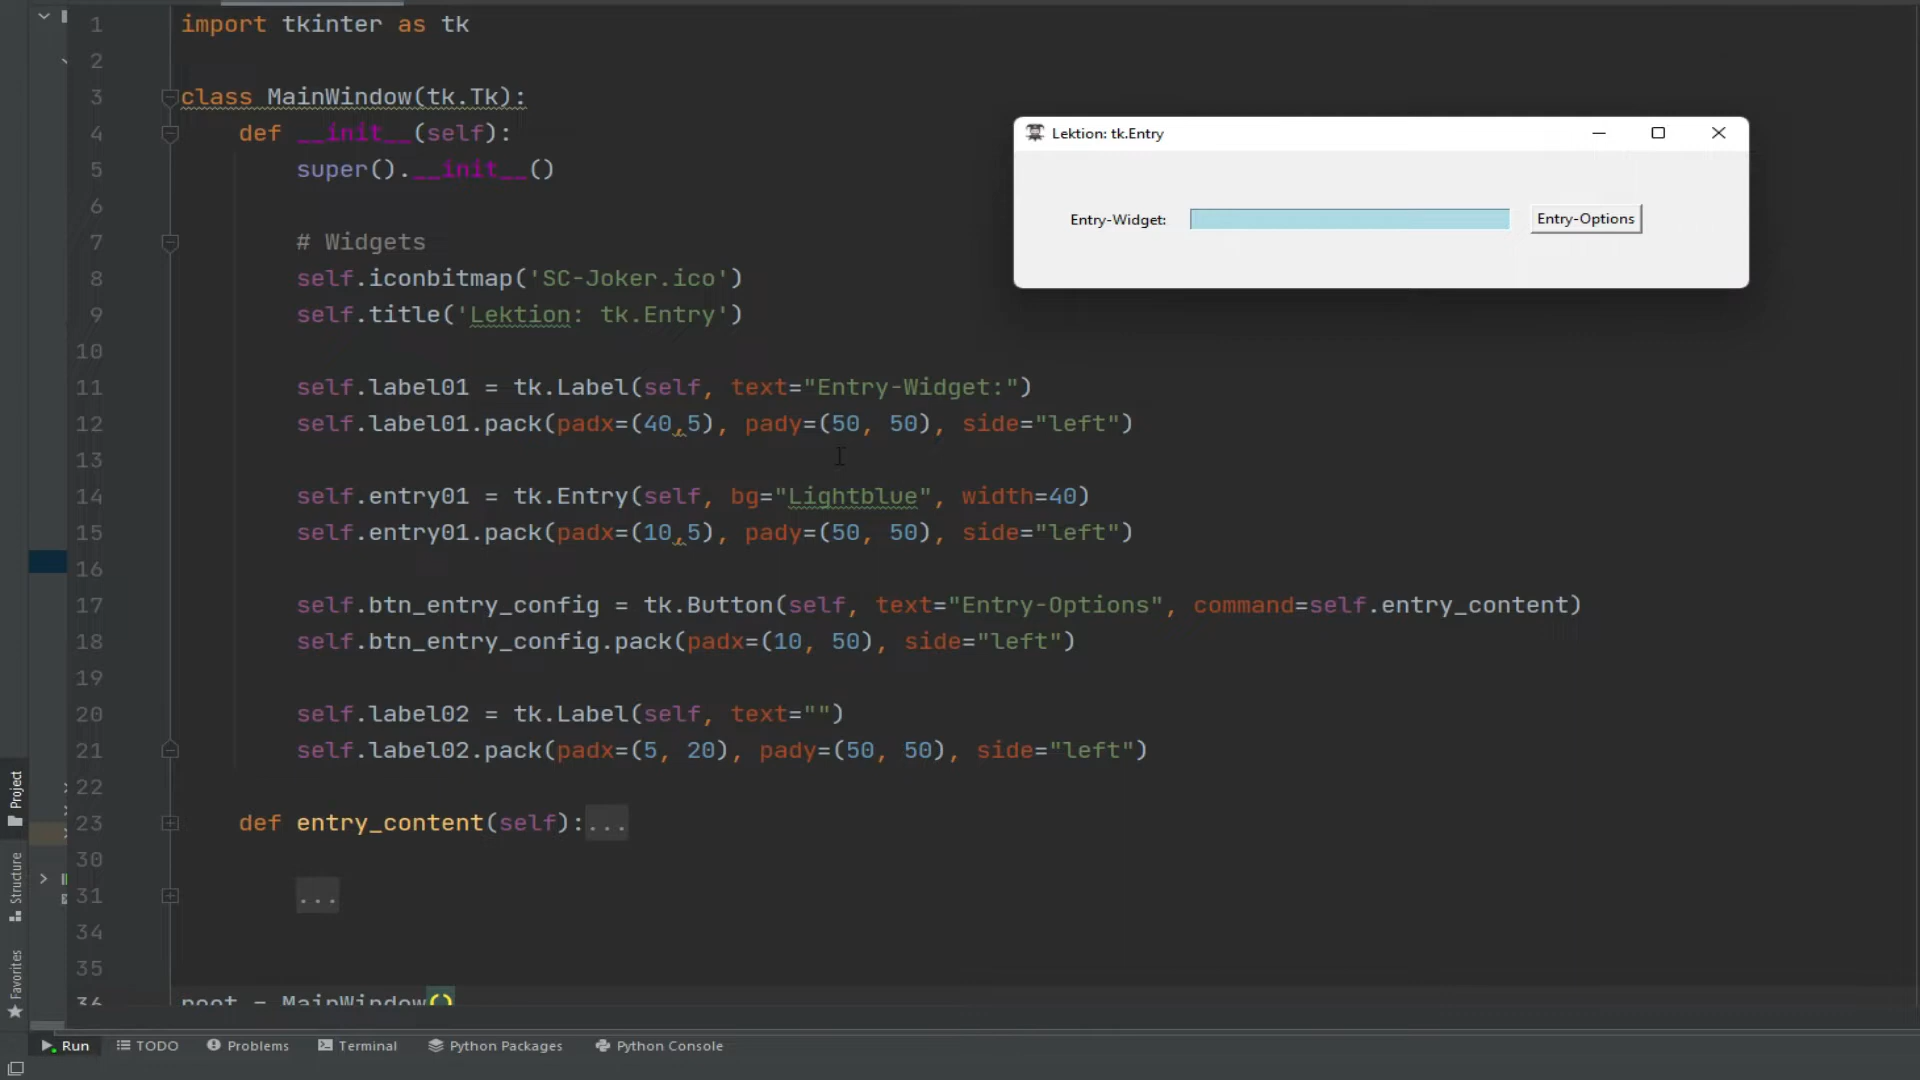 1 import tkinter as tk
2
3 class MainWindow(tk.Tk):
4 def __init__(self):
5 super().__init__()
6
7 # Widgets
8 self.iconbitmap('SC-Joker.ico')
9 self.title('Lektion: tk.Entry')
10
11 self.label01 = tk.Label(self, text="Entry-Widget:")
12 self.label01.pack(padx=(40,5), pady=(50, 50), side="left")
13
14 self.entry01 = tk.Entry(self, bg="Lightblue", width=40)
15 self.entry01.pack(padx=(10,5), pady=(50, 50), side="left")
16
17 self.btn_entry_config = tk.Button(self, text="Entry-Options", command=self.entry_content)
18 self.btn_entry_config.pack(padx=(10, 50), side="left")
19
20 self.label02 = tk.Label(self, text="")
21 self.label02.pack(padx=(5, 20), pady=(50, 50), side="left")
22
23 def entry_content(self):...
30
31 ...
34
35
36 root = MainWindow()
Lektion: tk.Entry
Entry-Widget: Entry-Options
Project
Structure
Favorites
Run TODO Problems Terminal Python Packages Python Console